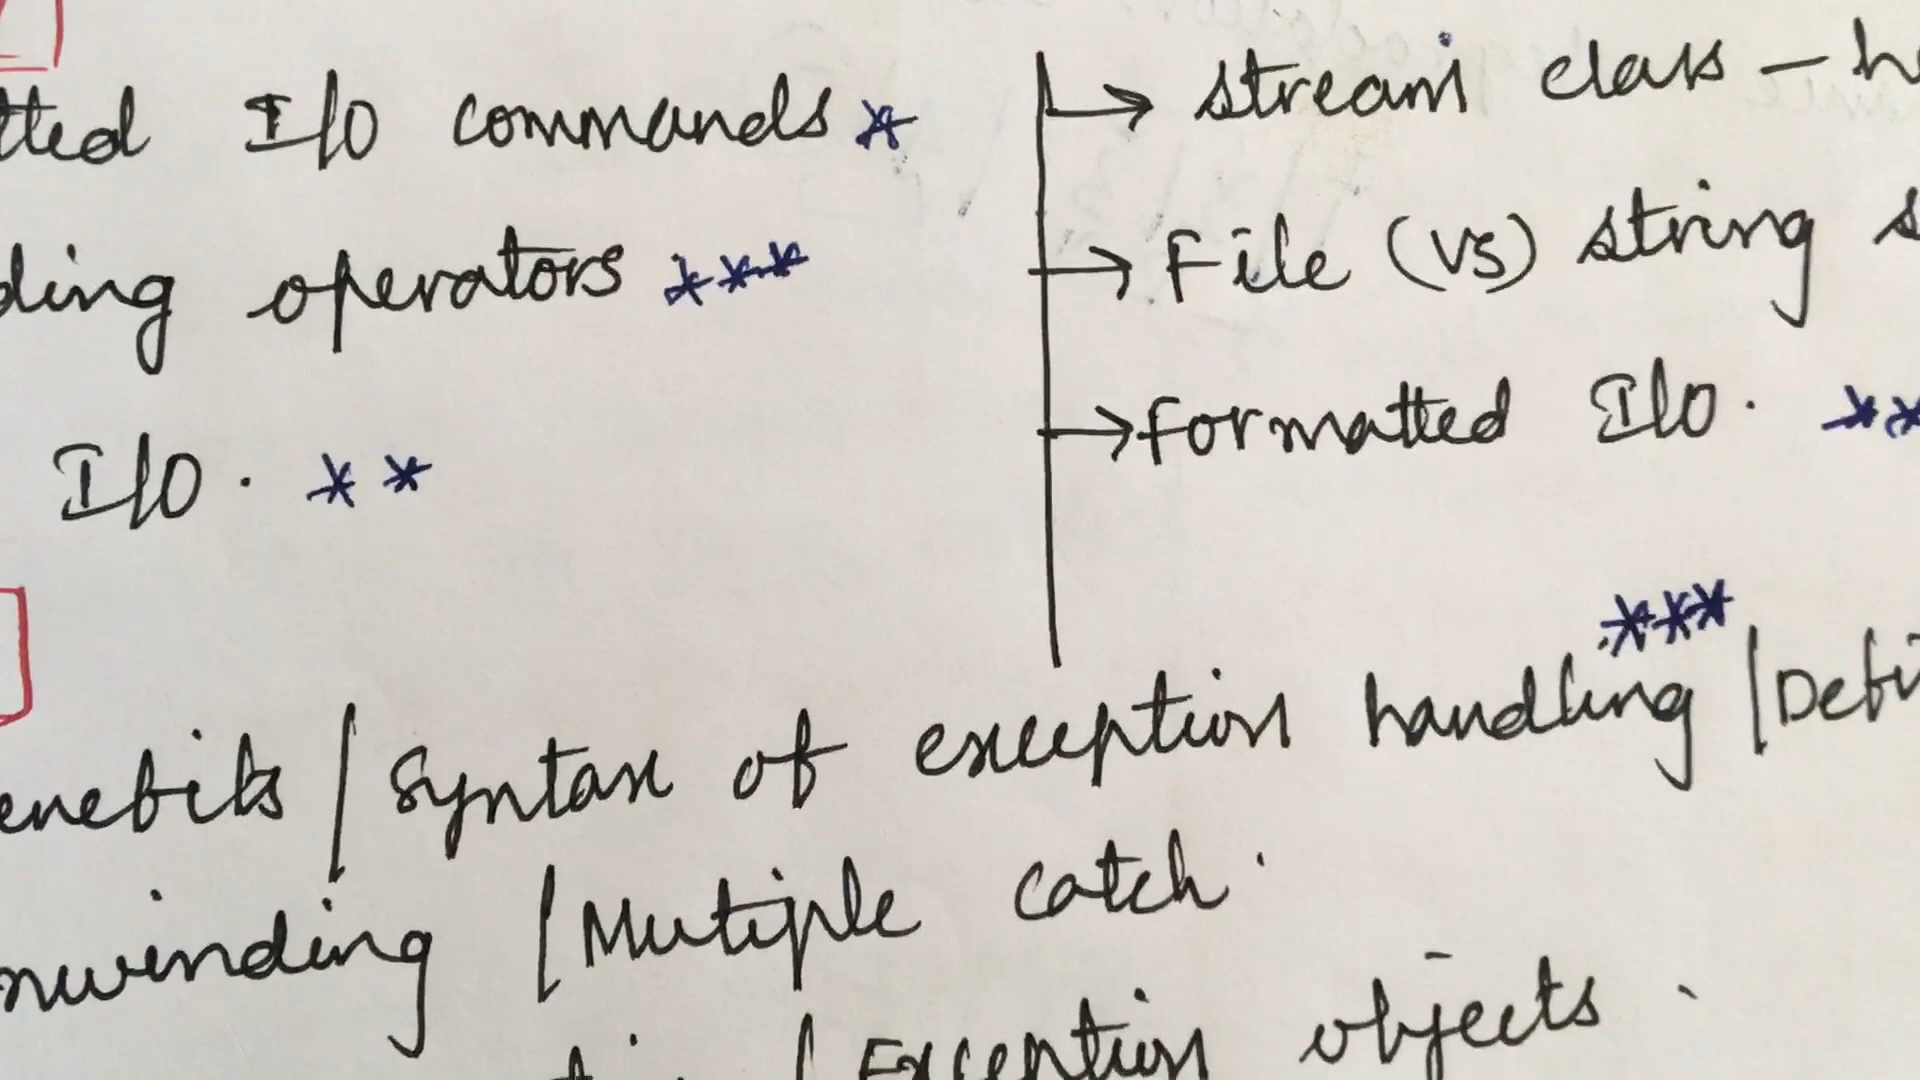 tted I/O commands *
ding operators ***
I/O. **
→ stream class –
→ File (VS) string s
→ Formatted I/O. **
enefits / Syntax of exception handling *** / Defi
nwinding / Mutiple catch.
/ Exception objects.